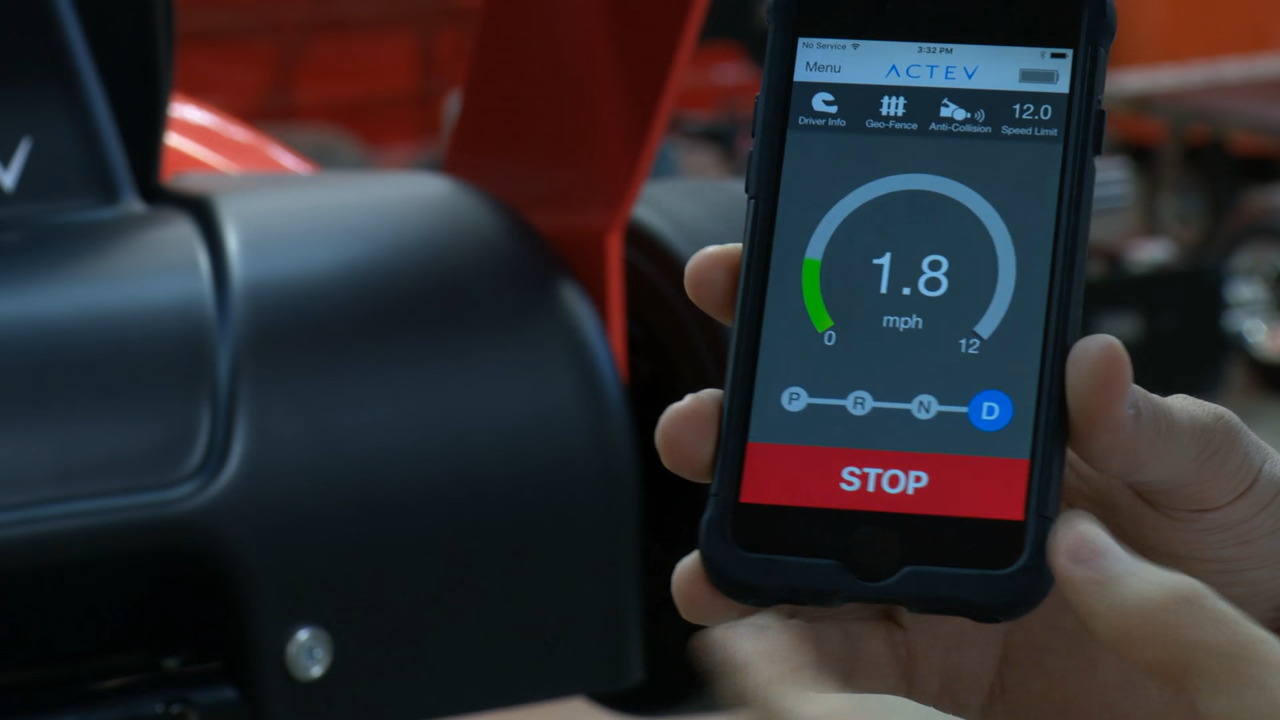 No Service 3:32 PM
Menu ACTEV
Driver Info Geo-Fence Anti-Collision 12.0 Speed Limit
1.8
mph
0 12
P R N D
STOP
V